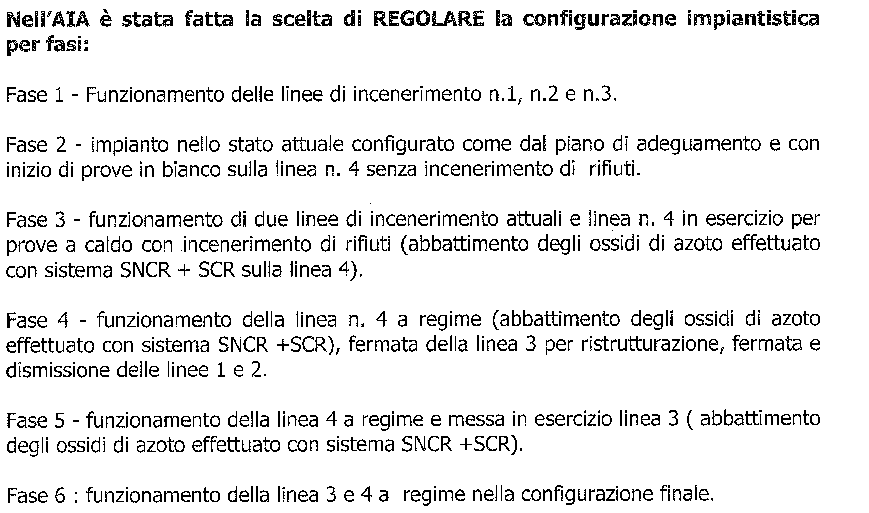 Nell'AIA è stata fatta la scelta di REGOLARE la configurazione impiantistica
per fasi:
Fase 1 - Funzionamento delle linee di incenerimento n.1, n.2 e n.3.
Fase 2 - impianto nello stato attuale configurato come dal piano di adeguamento e con
inizio di prove in bianco sulla linea n. 4 senza incenerimento di rifiuti.
Fase 3 - funzionamento di due linee di incenerimento attuali e linea n. 4 in esercizio per
prove a caldo con incenerimento di rifiuti (abbattimento degli ossidi di azoto effettuato
con sistema SNCR + SCR sulla linea 4).
Fase 4 - funzionamento della linea n. 4 a regime (abbattimento degli ossidi di azoto
effettuato con sistema SNCR +SCR), fermata della linea 3 per ristrutturazione, fermata e
dismissione delle linee 1 e 2.
Fase 5 - funzionamento della linea 4 a regime e messa in esercizio linea 3 ( abbattimento
degli ossidi di azoto effettuato con sistema SNCR +SCR).
Fase 6 : funzionamento della linea 3 e 4 a regime nella configurazione finale.